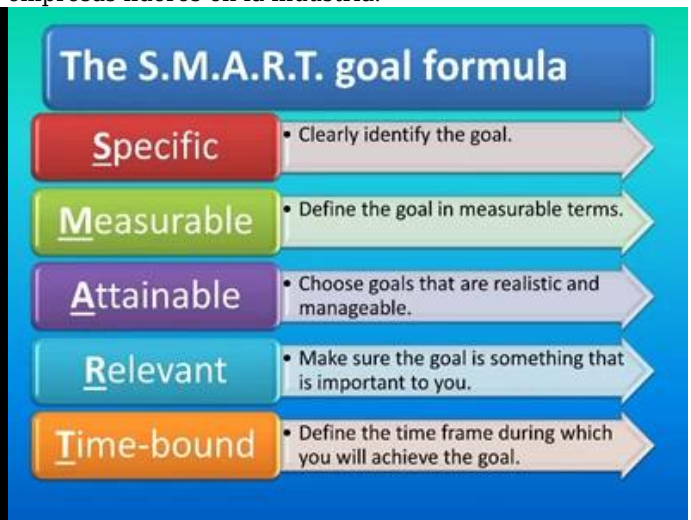 The S.M.A.R.T. goal formula
Specific
• Clearly identify the goal.
Measurable
• Define the goal in measurable terms.
Attainable
• Choose goals that are realistic and
manageable.
Relevant
• Make sure the goal is something that
is important to you.
Time-bound
• Define the time frame during which
you will achieve the goal.